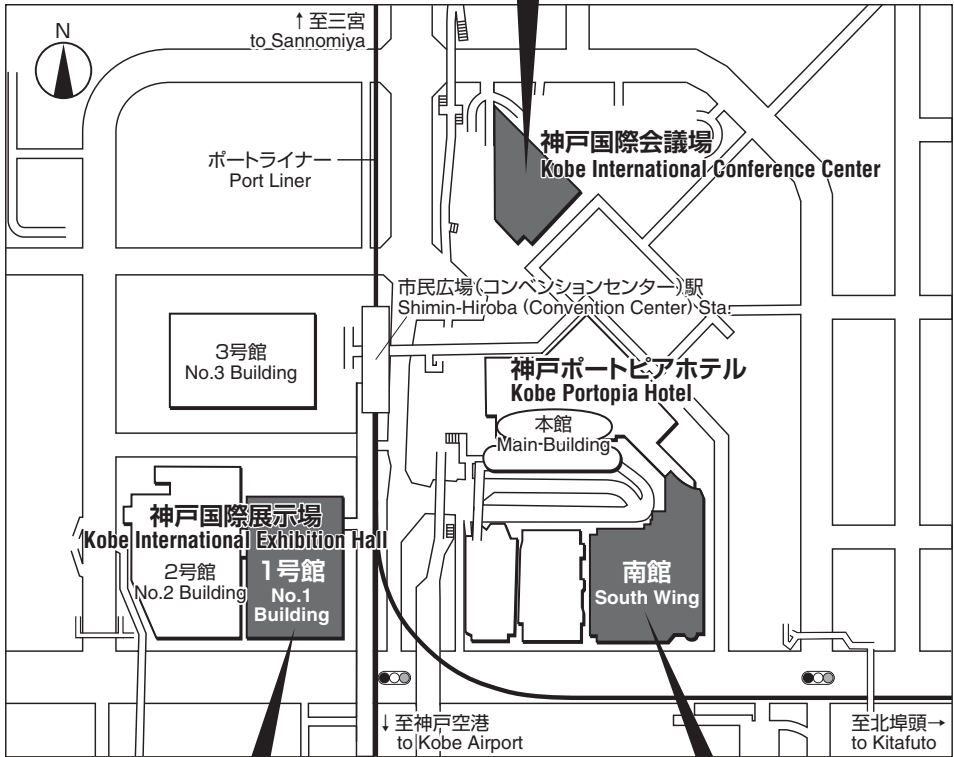 ↑至三宮
to Sannomiya
N
ポートライナー
Port Liner
神戸国際会議場
Kobe International Conference Center
市民広場(コンベンションセンター)駅
Shimin-Hiroba (Convention Center) Sta.
3号館
No.3 Building
神戸ポートピアホテル
Kobe Portopia Hotel
本館
Main-Building
神戸国際展示場
Kobe International Exhibition Hall
2号館
No.2 Building
1号館
No.1
Building
南館
South Wing
↓至神戸空港
to Kobe Airport
至北埠頭→
to Kitafuto